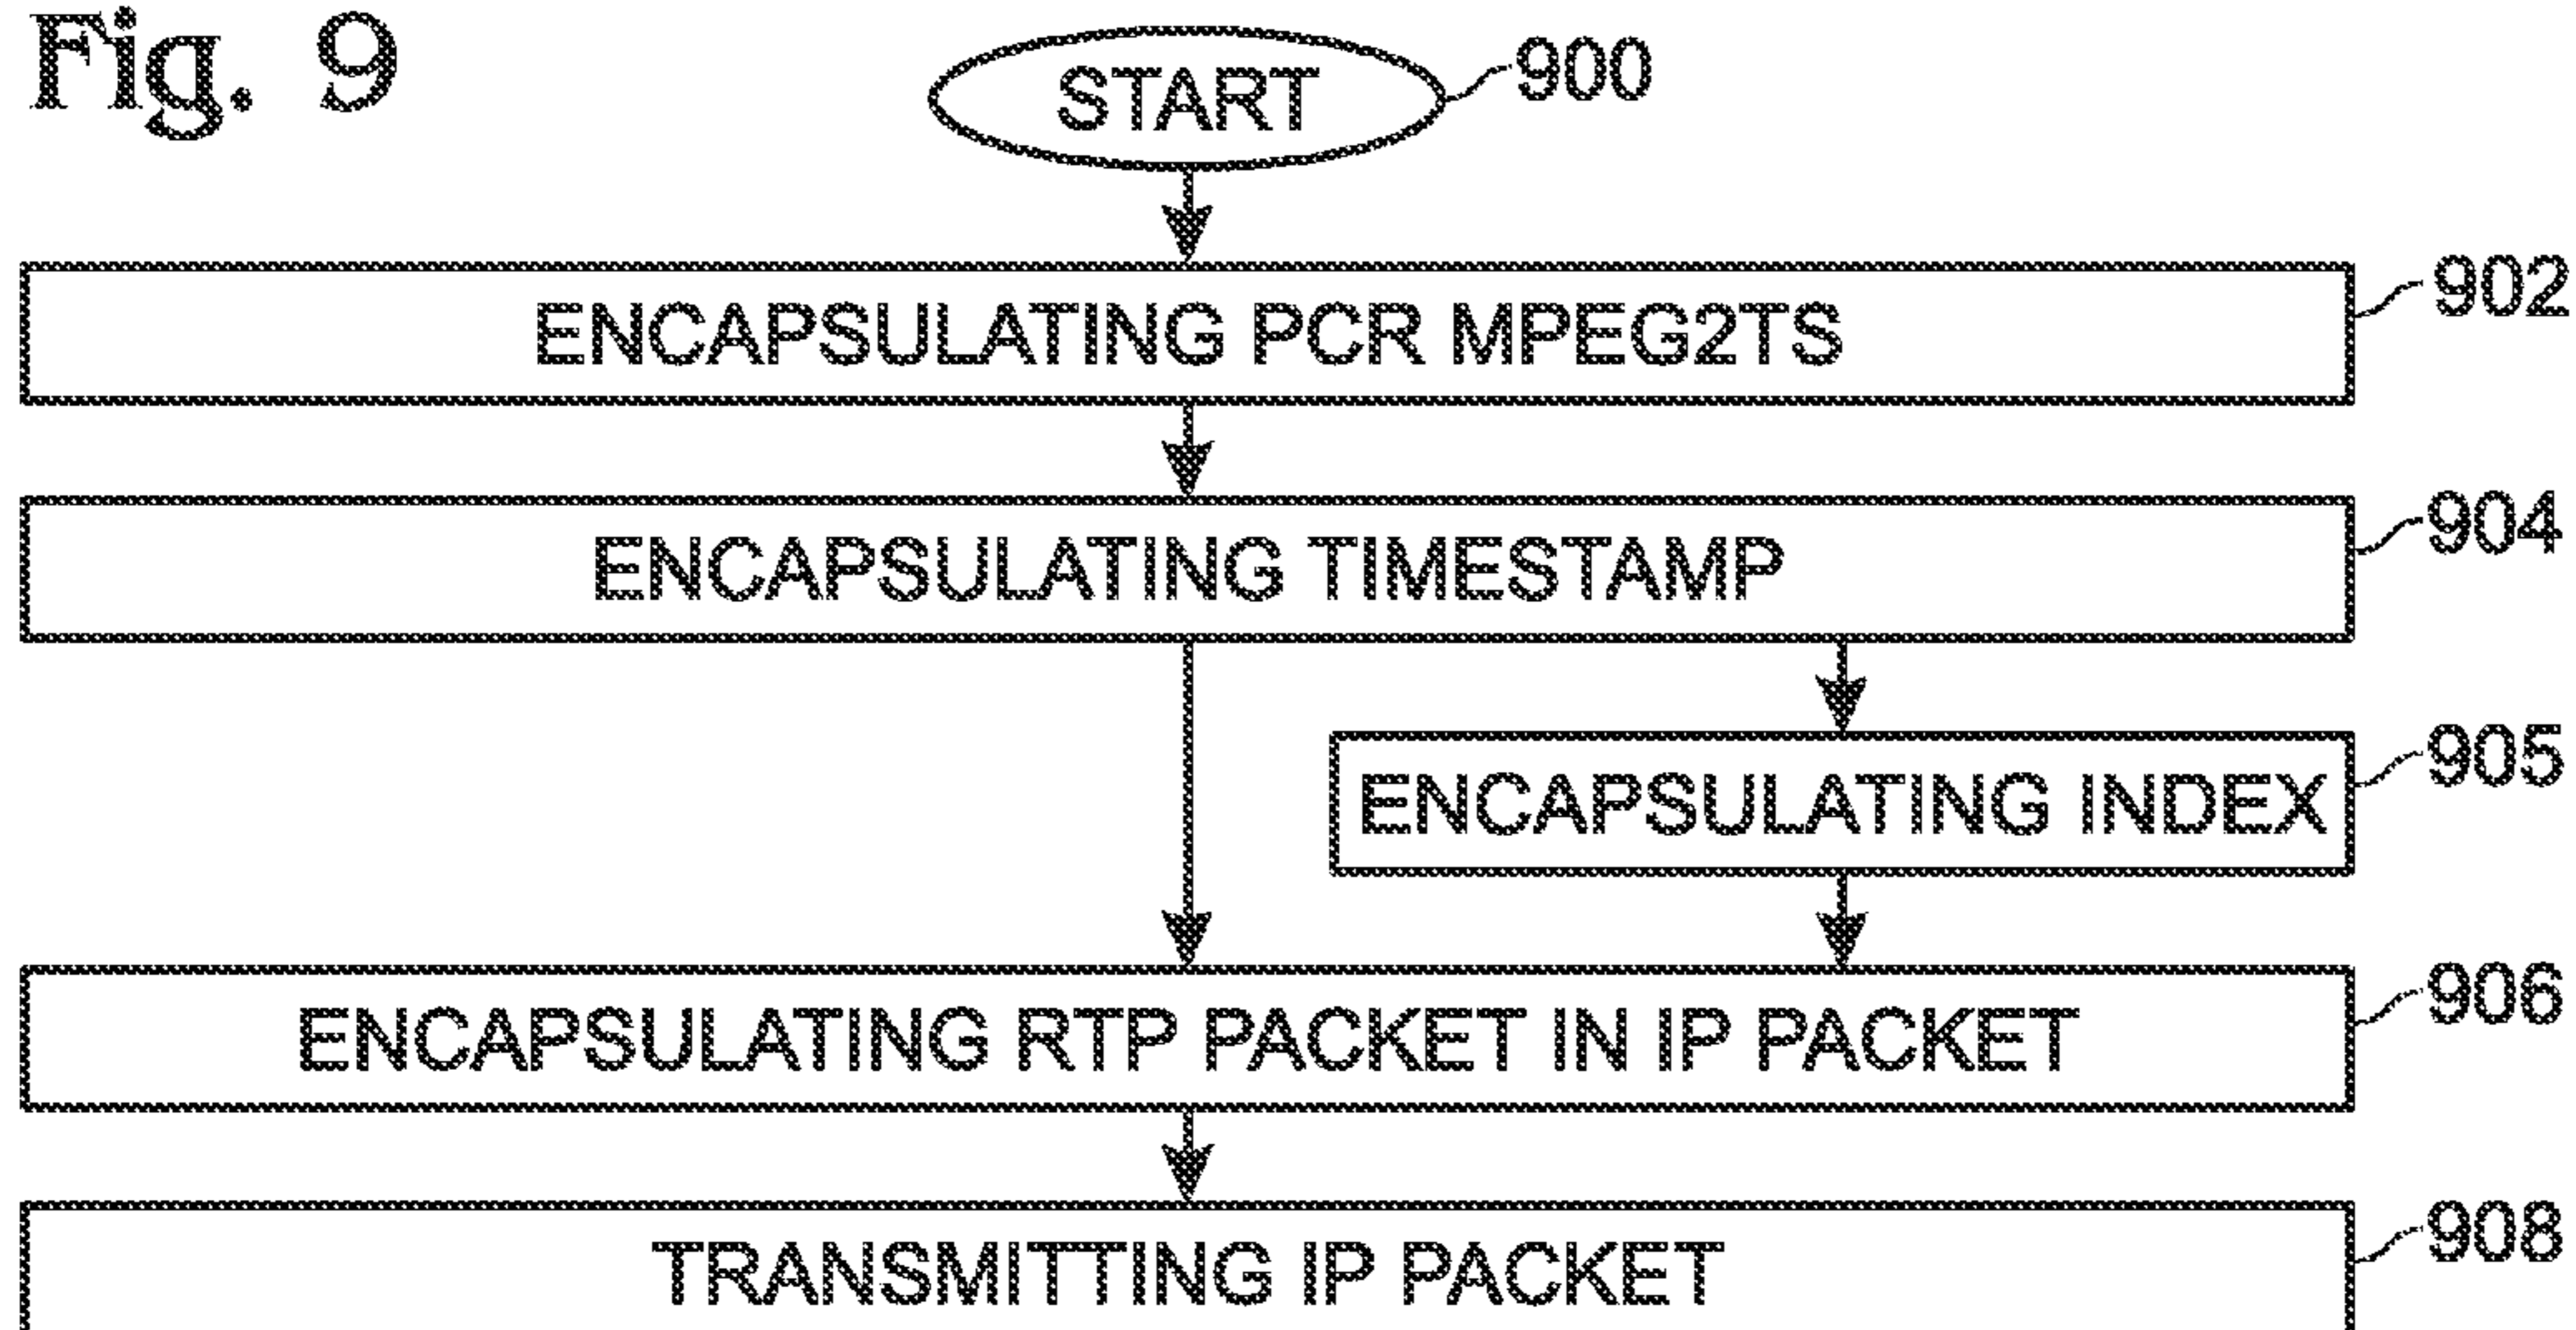 Fig. 9
START
900
ENCAPSULATING PCR MPEG2TS
902
ENCAPSULATING TIMESTAMP
904
ENCAPSULATING INDEX
905
ENCAPSULATING RTP PACKET IN IP PACKET
906
TRANSMITTING IP PACKET
908